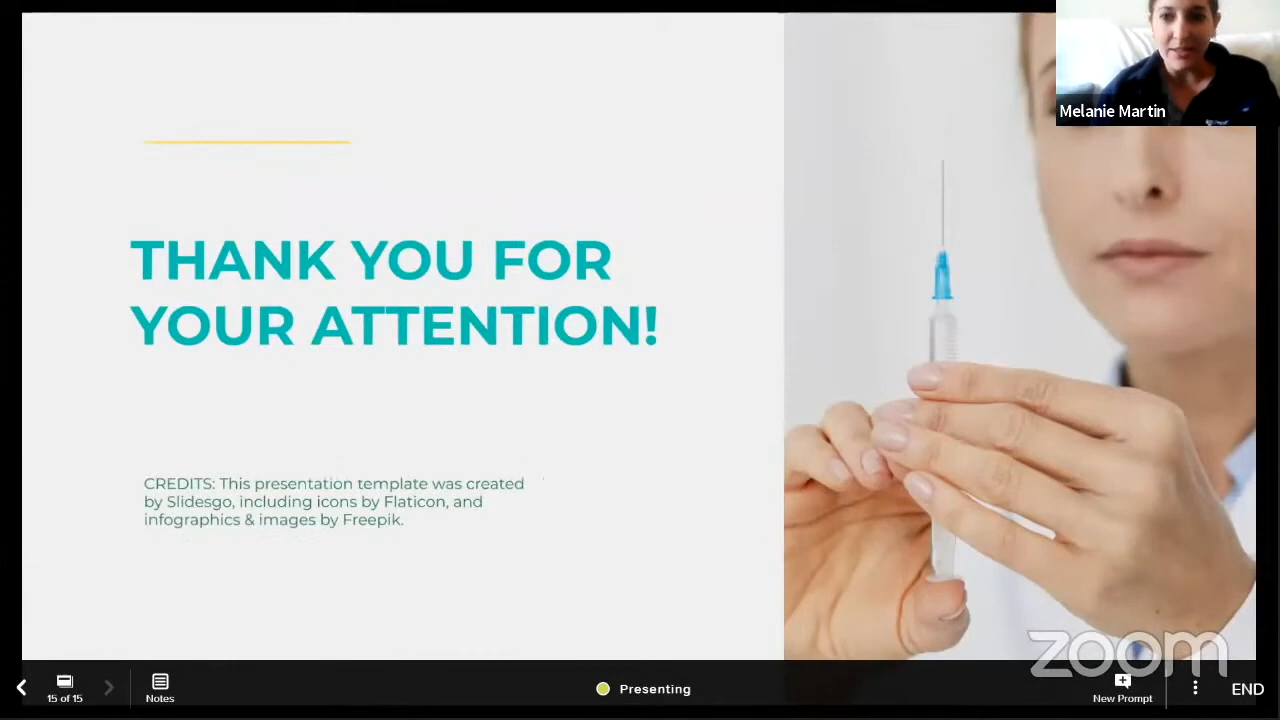 Melanie Martin
THANK YOU FOR
YOUR ATTENTION!
CREDITS: This presentation template was created
by Slidesgo, including icons by Flaticon, and
infographics & images by Freepik.
zoom
15 of 15
Notes
Presenting
New Prompt
END